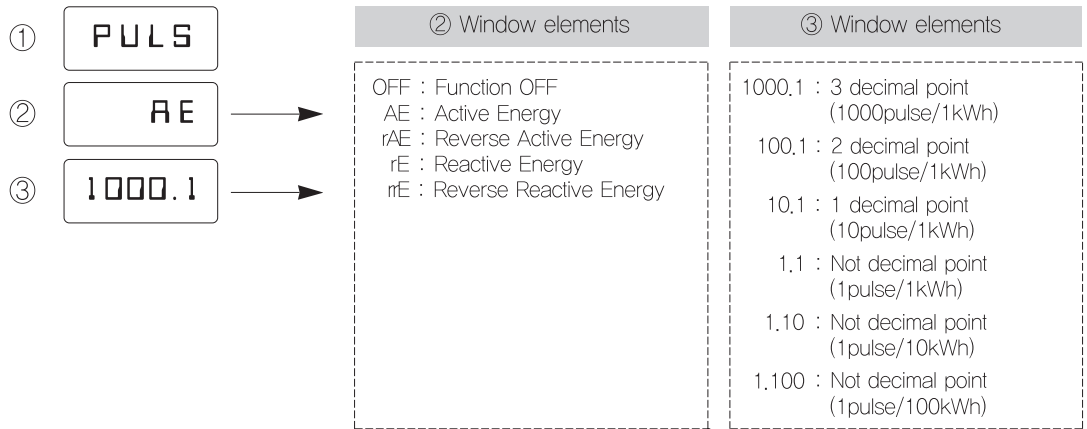 ① PULS
② AE
③ 1000.1
② Window elements
OFF : Function OFF
AE : Active Energy
rAE : Reverse Active Energy
rE : Reactive Energy
rrE : Reverse Reactive Energy
③ Window elements
1000.1 : 3 decimal point
(1000pulse/1kWh)
100.1 : 2 decimal point
(100pulse/1kWh)
10.1 : 1 decimal point
(10pulse/1kWh)
1.1 : Not decimal point
(1pulse/1kWh)
1.10 : Not decimal point
(1pulse/10kWh)
1.100 : Not decimal point
(1pulse/100kWh)